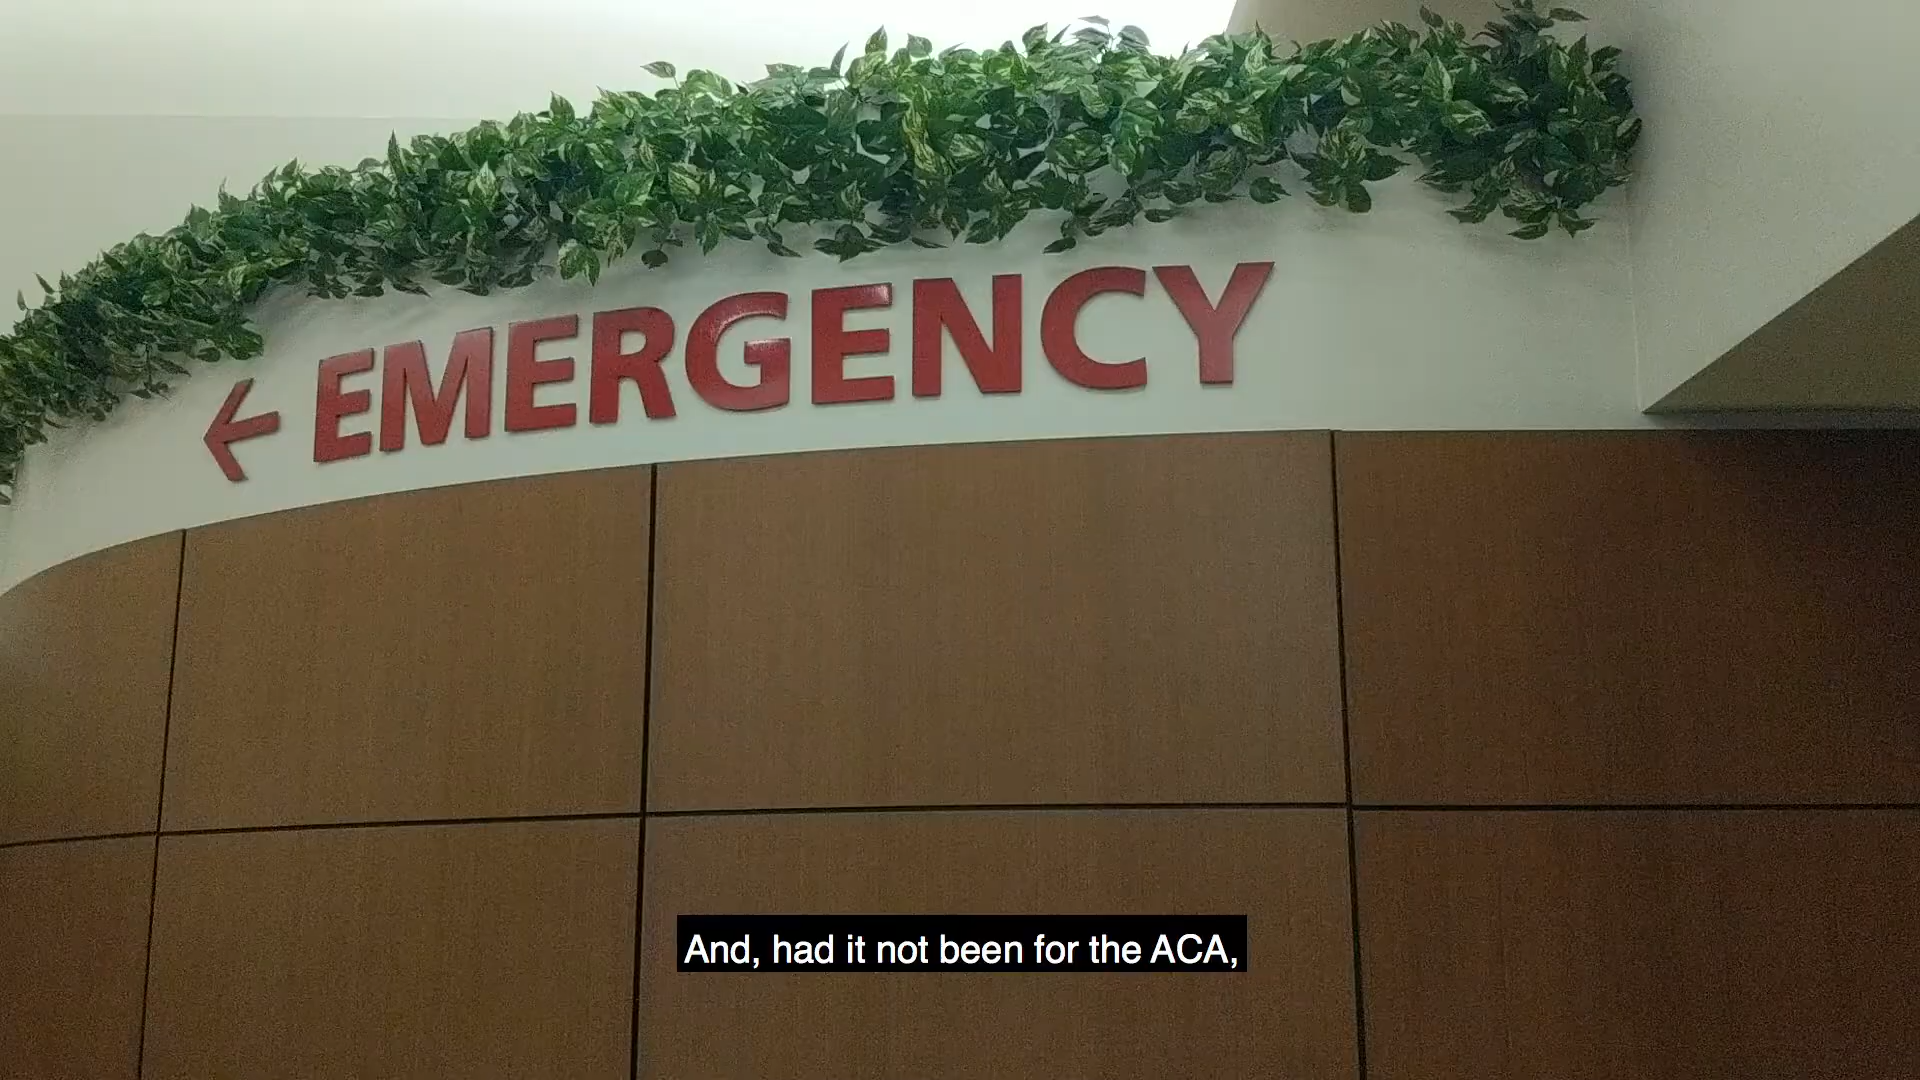 ← EMERGENCY
And, had it not been for the ACA,